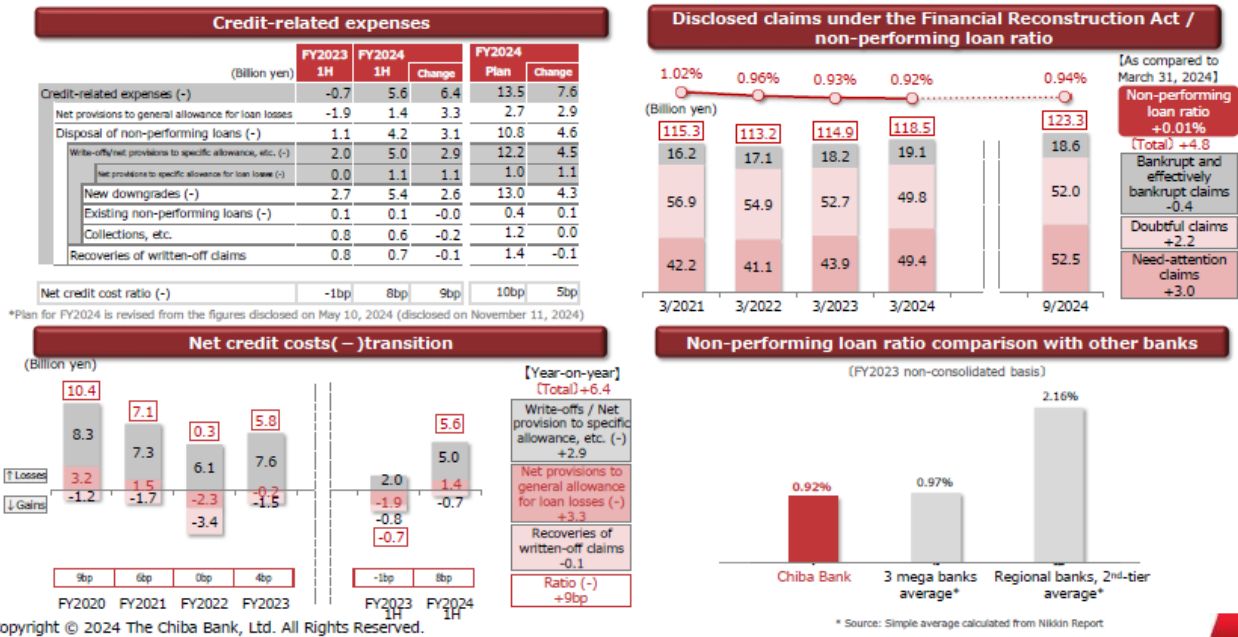 Credit-related expenses
FY2023 FY2024 FY2024
(Billion yen) 1H 1H Change Plan Change
Credit-related expenses (-) -0.7 5.6 6.4 13.5 7.6
Net provisions to general allowance for loan losses -1.9 1.4 3.3 2.7 2.9
Disposal of non-performing loans (-) 1.1 4.2 3.1 10.8 4.6
Write-offs/net provisions to specific allowance, etc. (-) 2.0 5.0 2.9 12.2 4.5
Net provisions to specific allowance for loan losses (-) 0.0 1.1 1.1 1.0 1.1
New downgrades (-) 2.7 5.4 2.6 13.0 4.3
Existing non-performing loans (-) 0.1 0.1 -0.0 0.4 0.1
Collections, etc. 0.8 0.6 -0.2 1.2 0.0
Recoveries of written-off claims 0.8 0.7 -0.1 1.4 -0.1
Net credit cost ratio (-) -1bp 8bp 9bp 10bp 5bp
*Plan for FY2024 is revised from the figures disclosed on May 10, 2024 (disclosed on November 11, 2024)
Disclosed claims under the Financial Reconstruction Act /
non-performing loan ratio
1.02% 0.96% 0.93% 0.92% 0.94%
(Billion yen)
115.3 113.2 114.9 118.5 123.3
16.2 17.1 18.2 19.1 18.6
56.9 54.9 52.7 49.8 52.0
42.2 41.1 43.9 49.4 52.5
3/2021 3/2022 3/2023 3/2024 9/2024
【As compared to
March 31, 2024】
Non-performing
loan ratio
+0.01%
〔Total〕+4.8
Bankrupt and
effectively
bankrupt claims
-0.4
Doubtful claims
+2.2
Need-attention
claims
+3.0
Net credit costs(－)transition
(Billion yen)
10.4 7.1 0.3 5.8 -0.7 5.6
8.3 7.3 6.1 7.6 2.0 5.0
3.2 1.5 -2.3 -0.2 -1.9 1.4
-1.2 -1.7 -3.4 -1.5 -0.8 -0.7
↑Losses
↓Gains
9bp 6bp 0bp 4bp -1bp 8bp
FY2020 FY2021 FY2022 FY2023 FY2023 FY2024
1H 1H
【Year-on-year】
〔Total〕+6.4
Write-offs / Net
provision to specific
allowance, etc. (-)
+2.9
Net provisions to
general allowance
for loan losses (-)
+3.3
Recoveries of
written-off claims
-0.1
Ratio (-)
+9bp
Non-performing loan ratio comparison with other banks
(FY2023 non-consolidated basis)
0.92% 0.97% 2.16%
Chiba Bank 3 mega banks Regional banks, 2nd-tier
average* average*
* Source: Simple average calculated from Nikkin Report
opyright © 2024 The Chiba Bank, Ltd. All Rights Reserved.